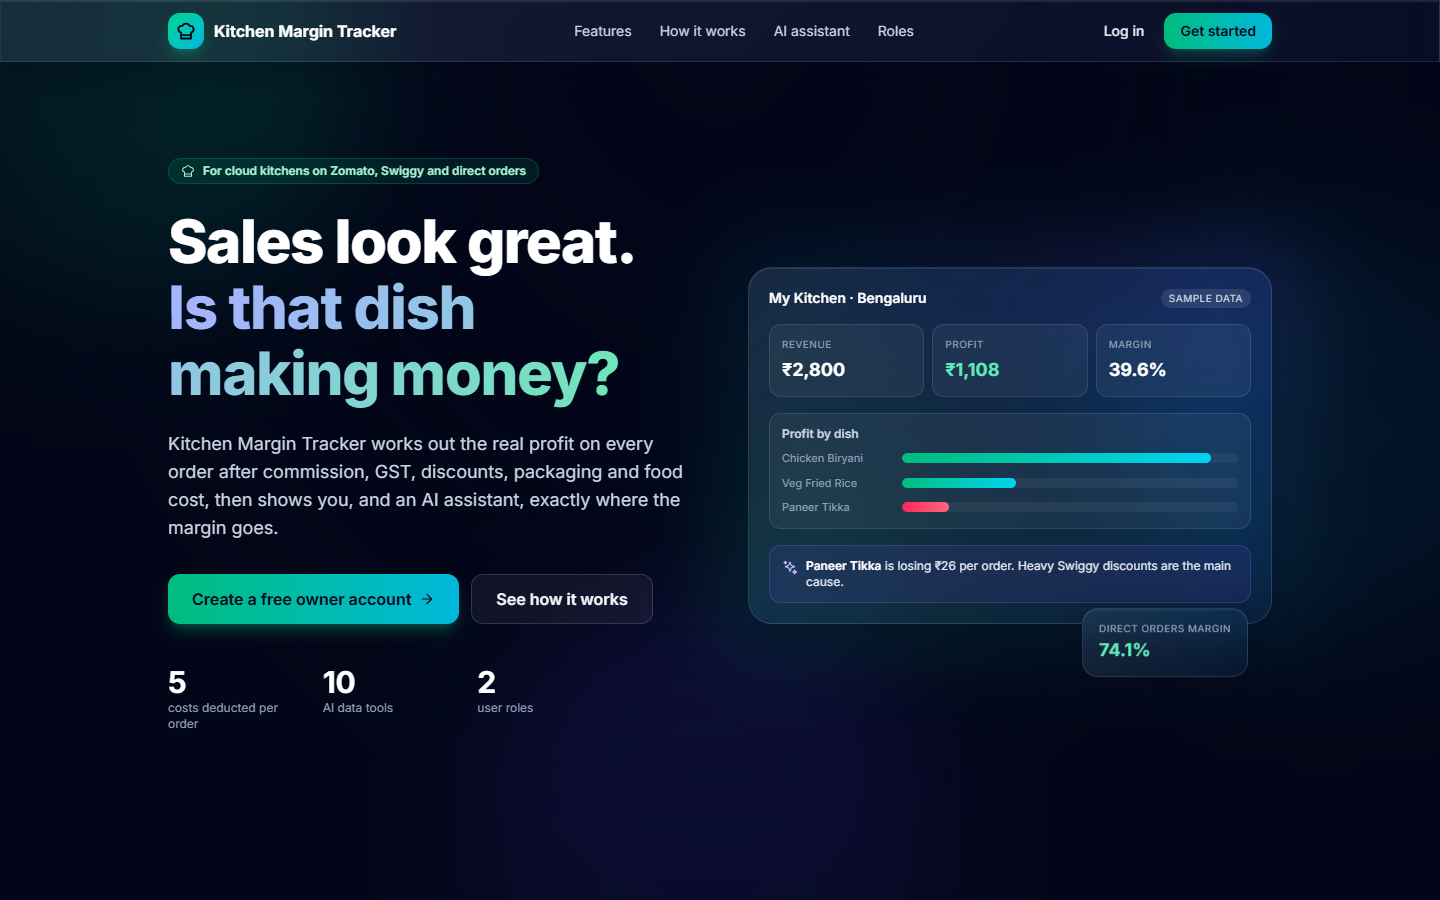 Kitchen Margin Tracker
Features
How it works
AI assistant
Roles
Log in
Get started
For cloud kitchens on Zomato, Swiggy and direct orders
Sales look great.
Is that dish
making money?
Kitchen Margin Tracker works out the real profit on every
order after commission, GST, discounts, packaging and food
cost, then shows you, and an AI assistant, exactly where the
margin goes.
Create a free owner account →
See how it works
5
costs deducted per
order
10
AI data tools
2
user roles
My Kitchen · Bengaluru
SAMPLE DATA
REVENUE
₹2,800
PROFIT
₹1,108
MARGIN
39.6%
Profit by dish
Chicken Biryani
Veg Fried Rice
Paneer Tikka
Paneer Tikka is losing ₹26 per order. Heavy Swiggy discounts are the main
cause.
DIRECT ORDERS MARGIN
74.1%